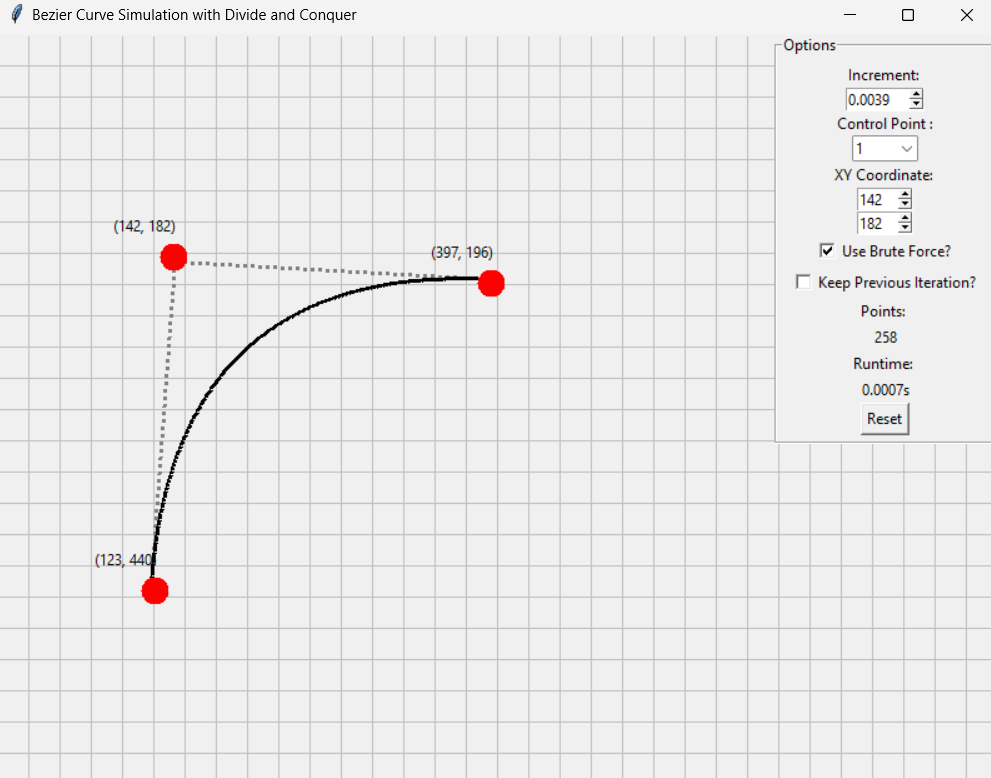 Bezier Curve Simulation with Divide and Conquer
Options
Increment:
0.0039
Control Point :
1
XY Coordinate:
142
182
Use Brute Force?
Keep Previous Iteration?
Points:
258
Runtime:
0.0007s
Reset
(142, 182)
(397, 196)
(123, 440)